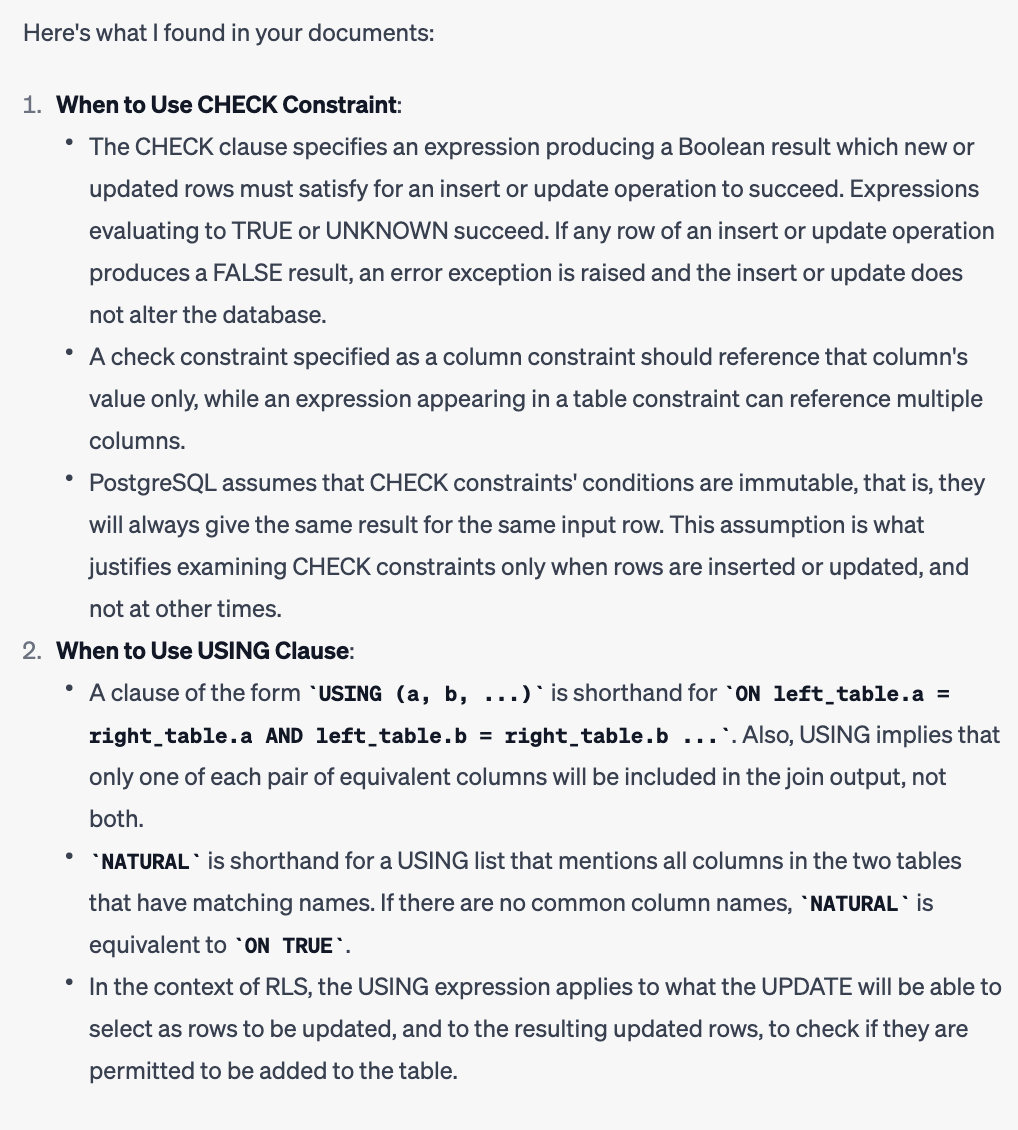 Here's what I found in your documents:
1. When to Use CHECK Constraint:
• The CHECK clause specifies an expression producing a Boolean result which new or
updated rows must satisfy for an insert or update operation to succeed. Expressions
evaluating to TRUE or UNKNOWN succeed. If any row of an insert or update operation
produces a FALSE result, an error exception is raised and the insert or update does
not alter the database.
• A check constraint specified as a column constraint should reference that column's
value only, while an expression appearing in a table constraint can reference multiple
columns.
• PostgreSQL assumes that CHECK constraints' conditions are immutable, that is, they
will always give the same result for the same input row. This assumption is what
justifies examining CHECK constraints only when rows are inserted or updated, and
not at other times.
2. When to Use USING Clause:
• A clause of the form `USING (a, b, ...)` is shorthand for `ON left_table.a =
right_table.a AND left_table.b = right_table.b ...`. Also, USING implies that
only one of each pair of equivalent columns will be included in the join output, not
both.
• `NATURAL` is shorthand for a USING list that mentions all columns in the two tables
that have matching names. If there are no common column names, `NATURAL` is
equivalent to `ON TRUE`.
• In the context of RLS, the USING expression applies to what the UPDATE will be able to
select as rows to be updated, and to the resulting updated rows, to check if they are
permitted to be added to the table.